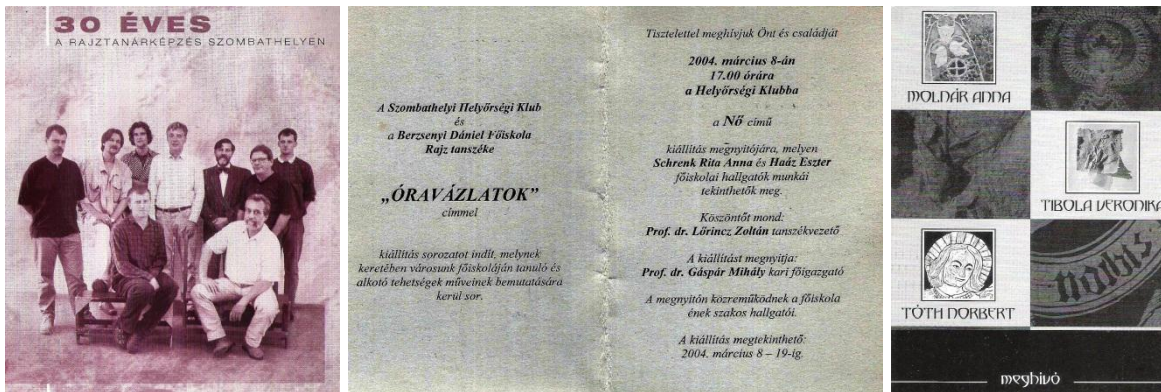 30 ÉVES
A RAJZTANÁRKÉPZÉS SZOMBATHELYEN
A Szombathelyi Helyőrségi Klub
és
a Berzsenyi Dániel Főiskola
Rajz tanszéke
„ÓRAVÁZLATOK”
címmel
kiállítás sorozatot indít, melynek
keretében városunk főiskoláján tanuló és
alkotó tehetségek műveinek bemutatására
kerül sor.
Tisztelettel meghívjuk Önt és családját
2004. március 8-án
17.00 órára
a Helyőrségi Klubba
a Nő című
kiállítás megnyitójára, melyen
Schrenk Rita Anna és Haáz Eszter
főiskolai hallgatók munkái
tekinthetők meg.
Köszöntőt mond:
Prof. dr. Lőrincz Zoltán tanszékvezető
A kiállítást megnyitja:
Prof. dr. Gáspár Mihály kari főigazgató
A megnyitón közreműködnek a főiskola
ének szakos hallgatói.
A kiállítás megtekinthető:
2004. március 8 – 19-ig.
MOLNÁR ANNA
TIBOLA VERONIKA
TÓTH NORBERT
nobis
meghívó